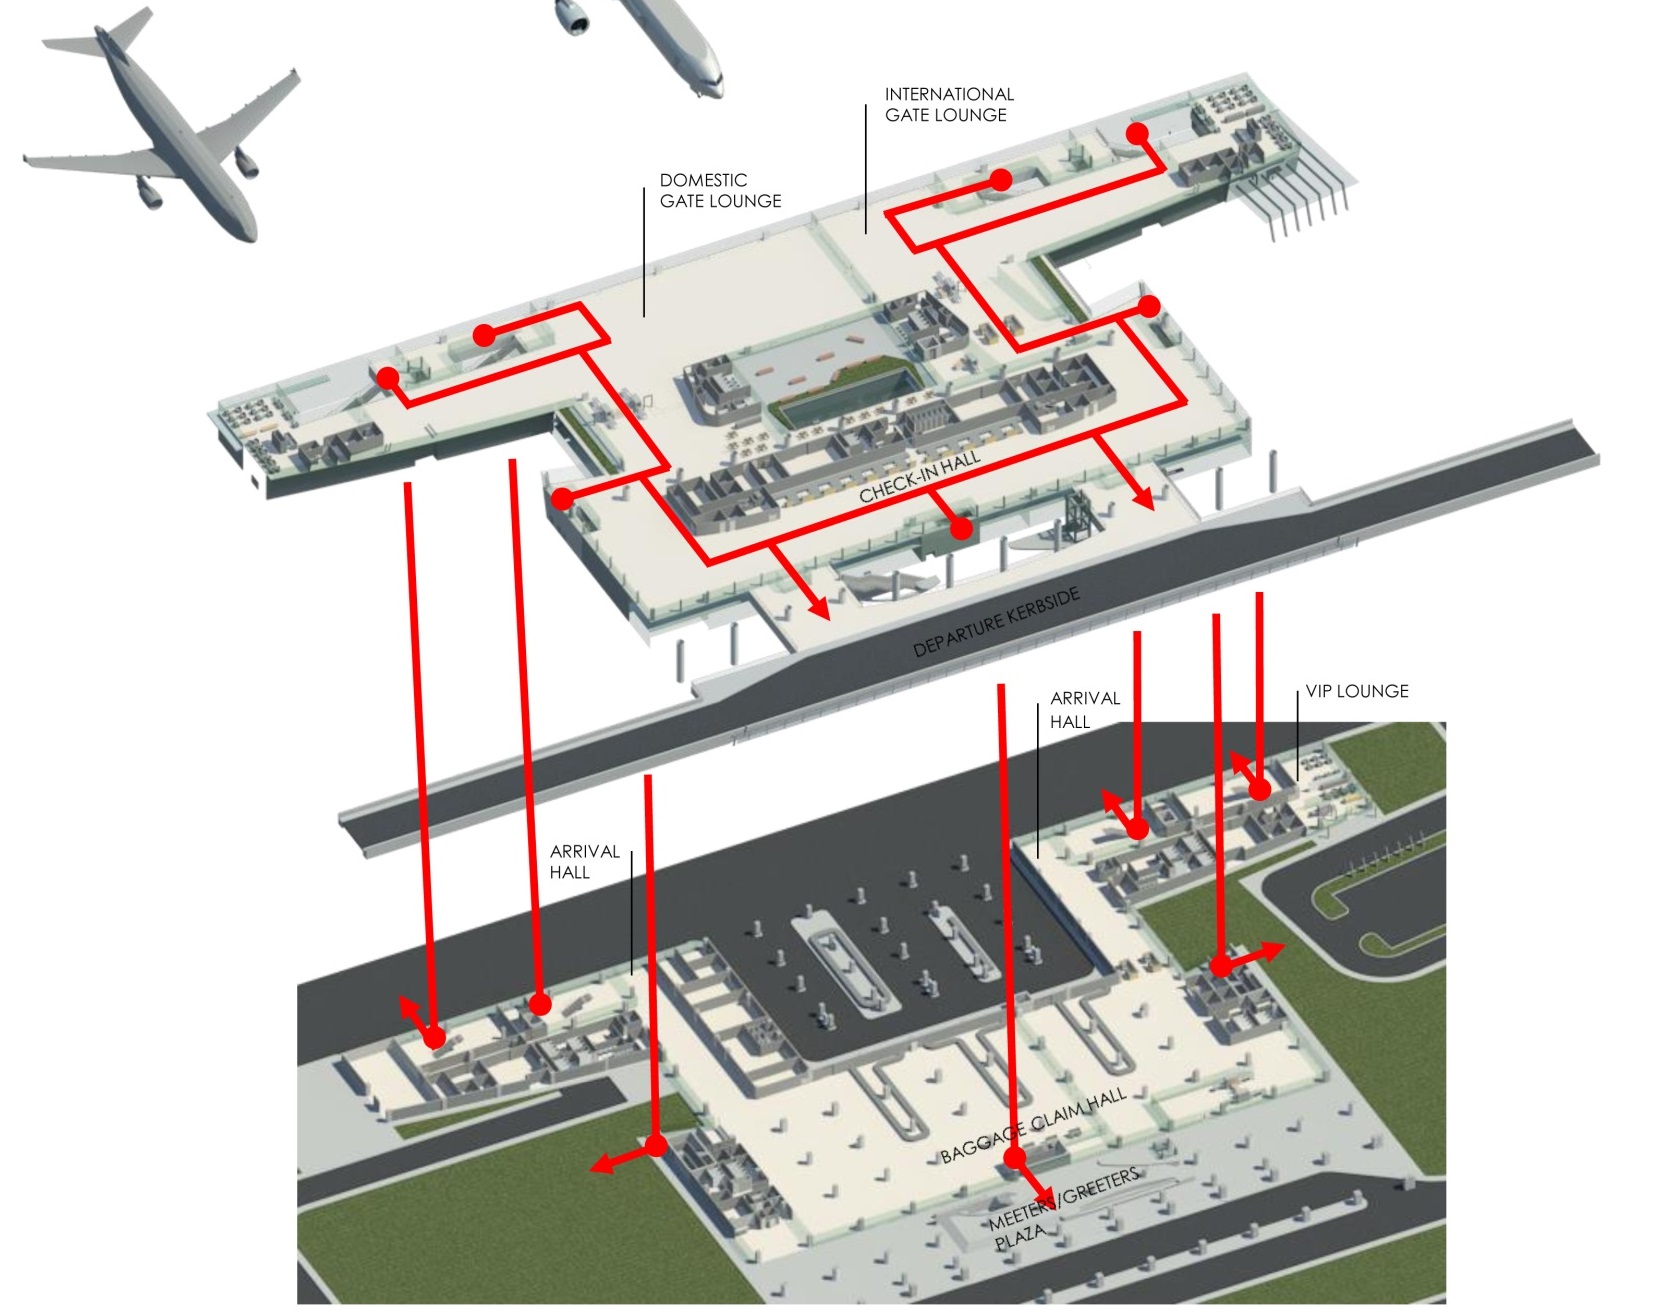 INTERNATIONAL
GATE LOUNGE
DOMESTIC
GATE LOUNGE
CHECK-IN HALL
DEPARTURE KERBSIDE
ARRIVAL
HALL
VIP LOUNGE
ARRIVAL
HALL
BAGGAGE CLAIM HALL
MEETERS/GREETERS
PLAZA